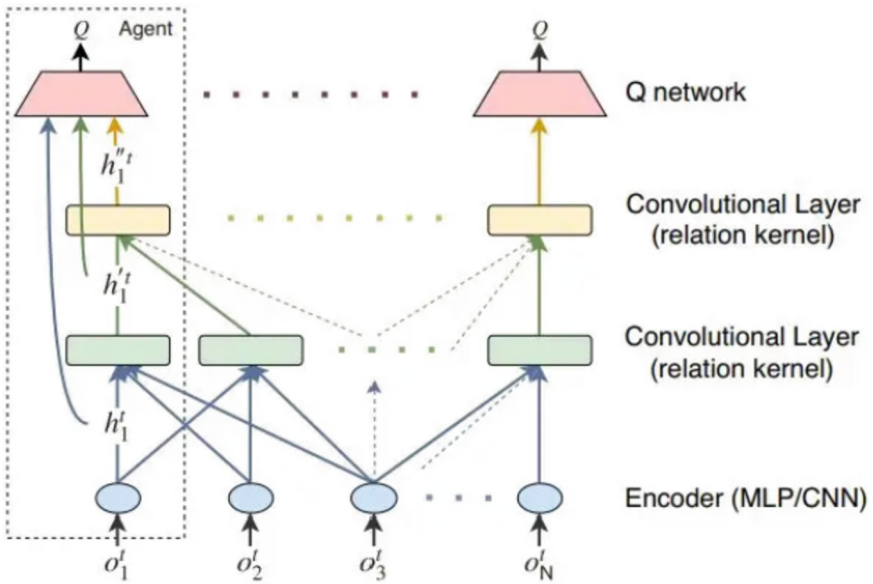 Q Agent Q
Q network
h″₁ᵗ
Convolutional Layer
(relation kernel)
h′₁ᵗ
Convolutional Layer
(relation kernel)
h₁ᵗ
Encoder (MLP/CNN)
o₁ᵗ o₂ᵗ o₃ᵗ o_Nᵗ